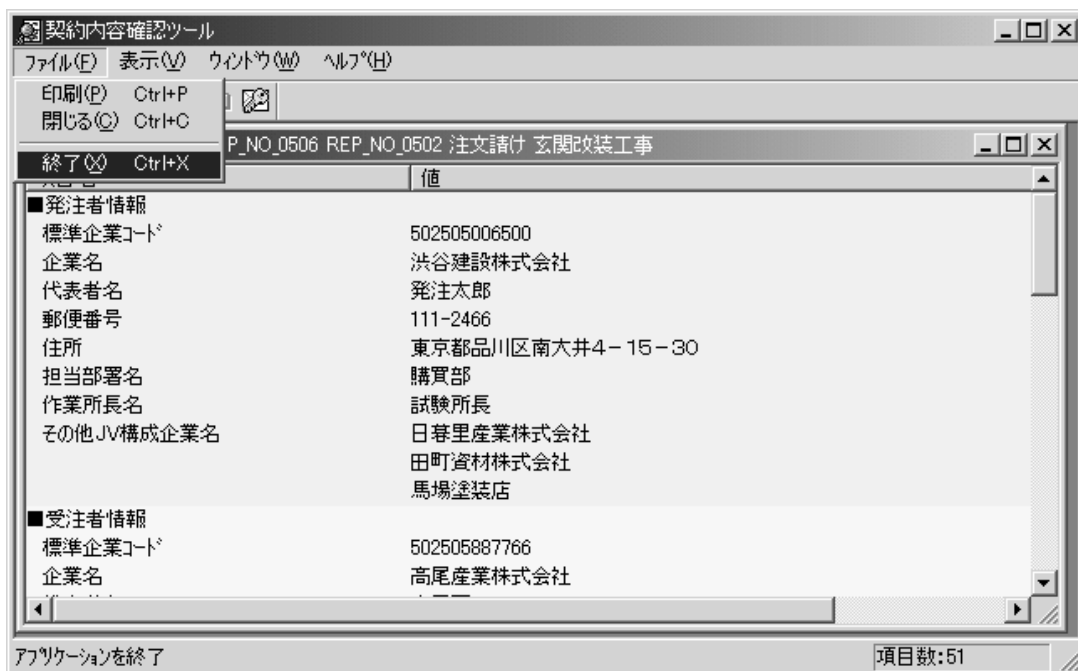 契約内容確認ツール
ファイル(F) 表示(V) ウィンドウ(W) ヘルプ(H)
印刷(P) Ctrl+P
閉じる(C) Ctrl+C
終了(X) Ctrl+X
P_NO_0506 REP_NO_0502 注文請け 玄関改装工事
値
■発注者情報
標準企業コード 502505006500
企業名 渋谷建設株式会社
代表者名 発注太郎
郵便番号 111-2466
住所 東京都品川区南大井4－15－30
担当部署名 購買部
作業所長名 試験所長
その他JV構成企業名 日暮里産業株式会社
田町資材株式会社
馬場塗装店
■受注者情報
標準企業コード 502505887766
企業名 高尾産業株式会社
アプリケーションを終了 項目数:51